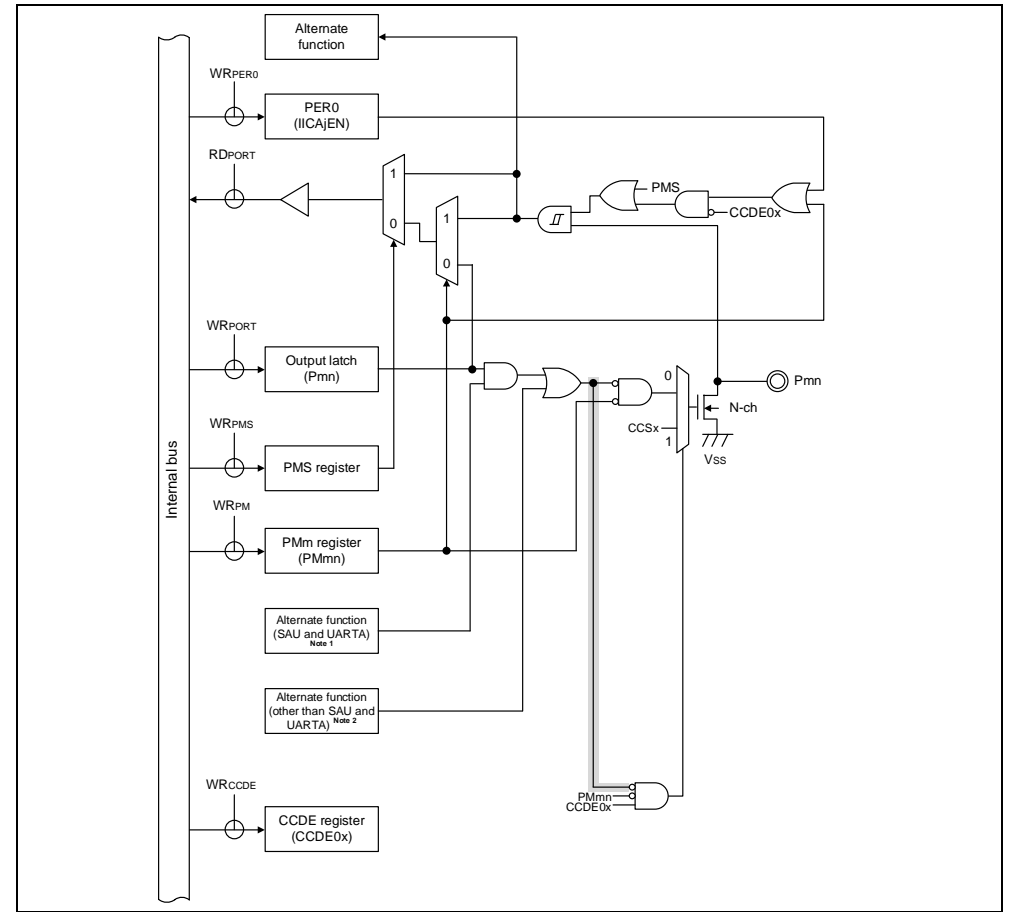 Alternate
function
WRPER0
PER0
(IICAjEN)
RDPORT
1
0
1
0
PMS
CCDE0x
WRPORT
Output latch
(Pmn)
0
CCSx
1
Pmn
N-ch
VSS
WRPMS
PMS register
Internal bus
WRPM
PMm register
(PMmn)
Alternate function
(SAU and UARTA)
Note 1
Alternate function
(other than SAU and
UARTA) Note 2
PMmn
CCDE0x
WRCCDE
CCDE register
(CCDE0x)